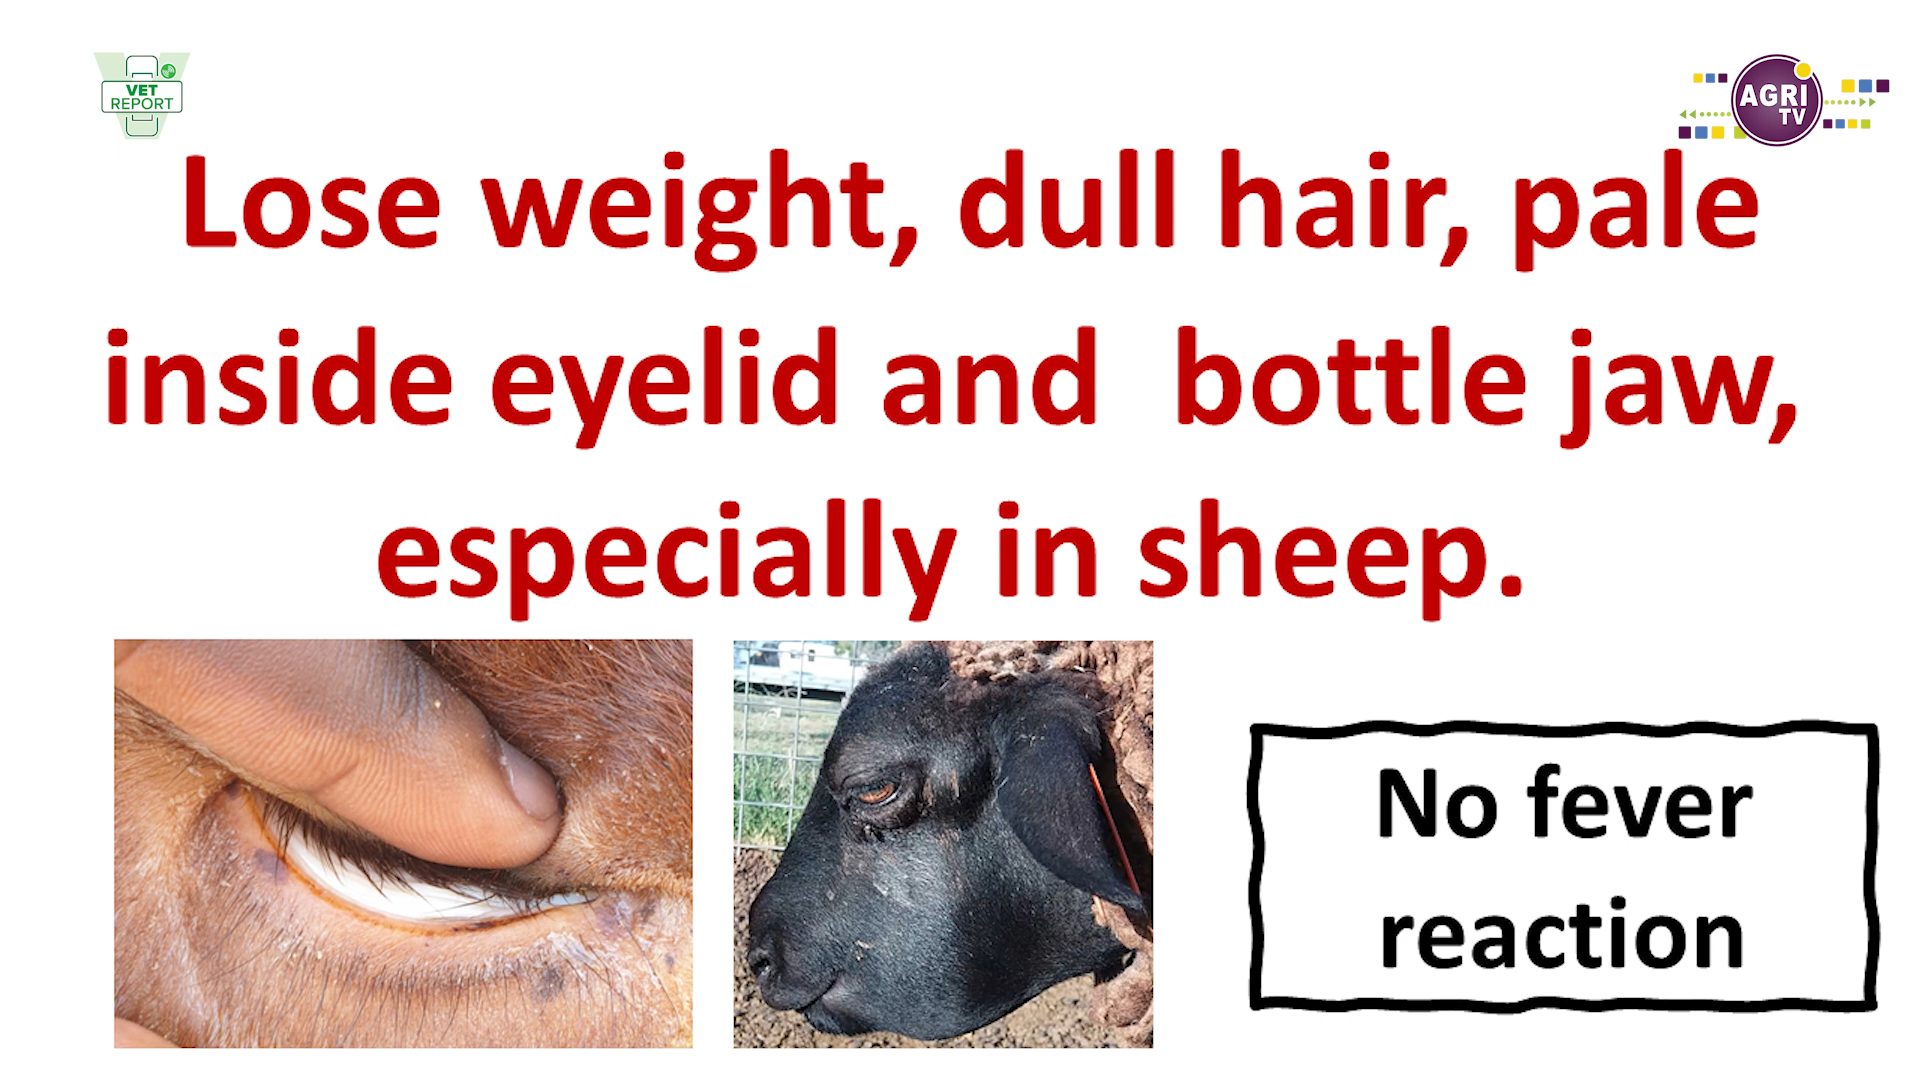 VET
REPORT
AGRI
TV
Lose weight, dull hair, pale
inside eyelid and  bottle jaw,
especially in sheep.
No fever
reaction